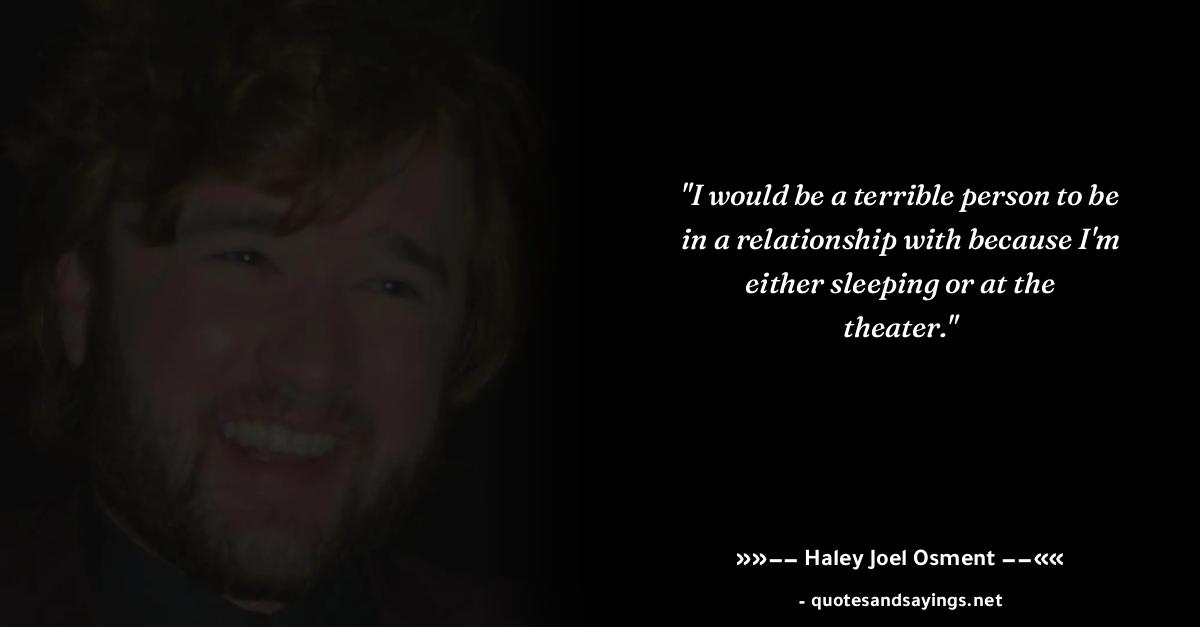 "I would be a terrible person to be
in a relationship with because I'm
either sleeping or at the
theater."
»»−− Haley Joel Osment −−««
- quotesandsayings.net